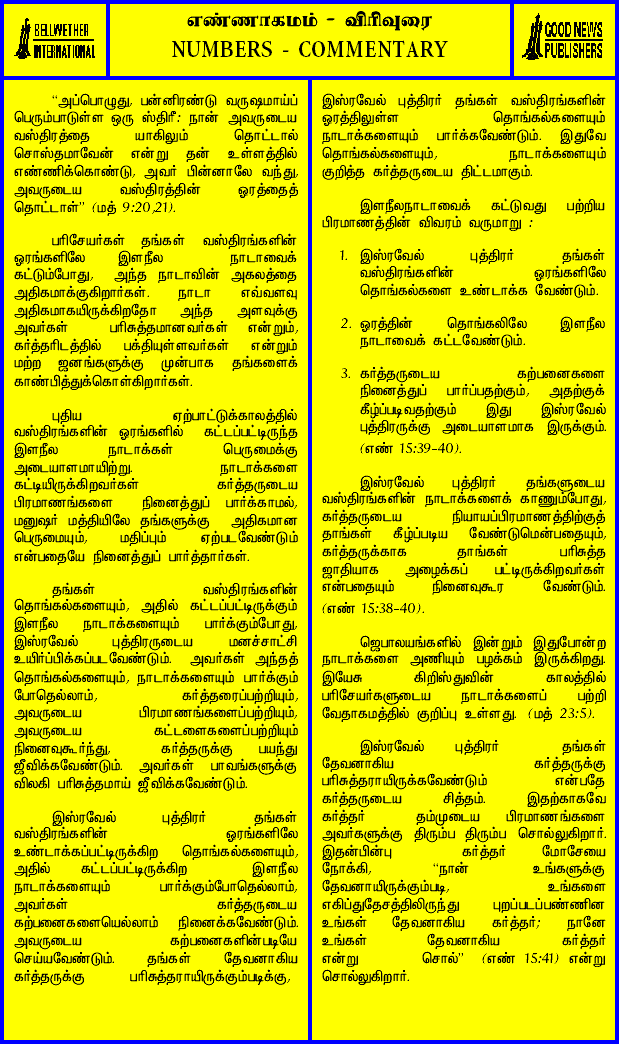 BELLWETHER
INTERNATIONAL
எண்ணாகமம் - விரிவுரை
NUMBERS - COMMENTARY
GOOD NEWS
PUBLISHERS
“அப்பொழுது, பன்னிரண்டு வருஷமாய்ப்
பெரும்பாடுள்ள ஒரு ஸ்திரீ: நான் அவருடைய
வஸ்திரத்தை யாகிலும் தொட்டால்
சொஸ்தமாவேன் என்று தன் உள்ளத்தில்
எண்ணிக்கொண்டு, அவர் பின்னாலே வந்து,
அவருடைய வஸ்திரத்தின் ஓரத்தைத்
தொட்டாள்” (மத் 9:20,21).
பரிசேயர்கள் தங்கள் வஸ்திரங்களின்
ஓரங்களிலே இளநீல நாடாவைக்
கட்டும்போது, அந்த நாடாவின் அகலத்தை
அதிகமாக்குகிறார்கள். நாடா எவ்வளவு
அதிகமாகயிருக்கிறதோ அந்த அளவுக்கு
அவர்கள் பரிசுத்தமானவர்கள் என்றும்,
கர்த்தரிடத்தில் பக்தியுள்ளவர்கள் என்றும்
மற்ற ஜனங்களுக்கு முன்பாக தங்களைக்
காண்பித்துக்கொள்கிறார்கள்.
புதிய ஏற்பாட்டுக்காலத்தில்
வஸ்திரங்களின் ஓரங்களில் கட்டப்பட்டிருந்த
இளநீல நாடாக்கள் பெருமைக்கு
அடையாளமாயிற்று. நாடாக்களை
கட்டியிருக்கிறவர்கள் கர்த்தருடைய
பிரமாணங்களை நினைத்துப் பார்க்காமல்,
மனுஷர் மத்தியிலே தங்களுக்கு அதிகமான
பெருமையும், மதிப்பும் ஏற்படவேண்டும்
என்பதையே நினைத்துப் பார்த்தார்கள்.
தங்கள் வஸ்திரங்களின்
தொங்கல்களையும், அதில் கட்டப்பட்டிருக்கும்
இளநீல நாடாக்களையும் பார்க்கும்போது,
இஸ்ரவேல் புத்திரருடைய மனச்சாட்சி
உயிர்ப்பிக்கப்படவேண்டும். அவர்கள் அந்தத்
தொங்கல்களையும், நாடாக்களையும் பார்க்கும்
போதெல்லாம், கர்த்தரைப்பற்றியும்,
அவருடைய பிரமாணங்களைப்பற்றியும்,
அவருடைய கட்டளைகளைப்பற்றியும்
நினைவுகூர்ந்து, கர்த்தருக்கு பயந்து
ஜீவிக்கவேண்டும். அவர்கள் பாவங்களுக்கு
விலகி பரிசுத்தமாய் ஜீவிக்கவேண்டும்.
இஸ்ரவேல் புத்திரர் தங்கள்
வஸ்திரங்களின் ஓரங்களிலே
உண்டாக்கப்பட்டிருக்கிற தொங்கல்களையும்,
அதில் கட்டப்பட்டிருக்கிற இளநீல
நாடாக்களையும் பார்க்கும்போதெல்லாம்,
அவர்கள் கர்த்தருடைய
கற்பனைகளையெல்லாம் நினைக்கவேண்டும்.
அவருடைய கற்பனைகளின்படியே
செய்யவேண்டும். தங்கள் தேவனாகிய
கர்த்தருக்கு பரிசுத்தராயிருக்கும்படிக்கு,
இஸ்ரவேல் புத்திரர் தங்கள் வஸ்திரங்களின்
ஓரத்திலுள்ள தொங்கல்களையும்
நாடாக்களையும் பார்க்கவேண்டும். இதுவே
தொங்கல்களையும், நாடாக்களையும்
குறித்த கர்த்தருடைய திட்டமாகும்.
இளநீலநாடாவைக் கட்டுவது பற்றிய
பிரமாணத்தின் விவரம் வருமாறு :
1. இஸ்ரவேல் புத்திரர் தங்கள்
வஸ்திரங்களின் ஓரங்களிலே
தொங்கல்களை உண்டாக்க வேண்டும்.
2. ஓரத்தின் தொங்கலிலே இளநீல
நாடாவைக் கட்டவேண்டும்.
3. கர்த்தருடைய கற்பனைகளை
நினைத்துப் பார்ப்பதற்கும், அதற்குக்
கீழ்ப்படிவதற்கும் இது இஸ்ரவேல்
புத்திரருக்கு அடையாளமாக இருக்கும்.
(எண் 15:39-40).
இஸ்ரவேல் புத்திரர் தங்களுடைய
வஸ்திரங்களின் நாடாக்களைக் காணும்போது,
கர்த்தருடைய நியாயப்பிரமாணத்திற்குத்
தாங்கள் கீழ்ப்படிய வேண்டுமென்பதையும்,
கர்த்தருக்காக தாங்கள் பரிசுத்த
ஜாதியாக அழைக்கப் பட்டிருக்கிறவர்கள்
என்பதையும் நினைவுகூர வேண்டும்.
(எண் 15:38-40).
ஜெபாலயங்களில் இன்றும் இதுபோன்ற
நாடாக்களை அணியும் பழக்கம் இருக்கிறது.
இயேசு கிறிஸ்துவின் காலத்தில்
பரிசேயர்களுடைய நாடாக்களைப் பற்றி
வேதாகமத்தில் குறிப்பு உள்ளது. (மத் 23:5).
இஸ்ரவேல் புத்திரர் தங்கள்
தேவனாகிய கர்த்தருக்கு
பரிசுத்தராயிருக்கவேண்டும் என்பதே
கர்த்தருடைய சித்தம். இதற்காகவே
கர்த்தர் தம்முடைய பிரமாணங்களை
அவர்களுக்கு திரும்ப திரும்ப சொல்லுகிறார்.
இதன்பின்பு கர்த்தர் மோசேயை
நோக்கி, “நான் உங்களுக்கு
தேவனாயிருக்கும்படி, உங்களை
எகிப்துதேசத்திலிருந்து புறப்படப்பண்ணின
உங்கள் தேவனாகிய கர்த்தர்; நானே
உங்கள் தேவனாகிய கர்த்தர்
என்று சொல்” (எண் 15:41) என்று
சொல்லுகிறார்.